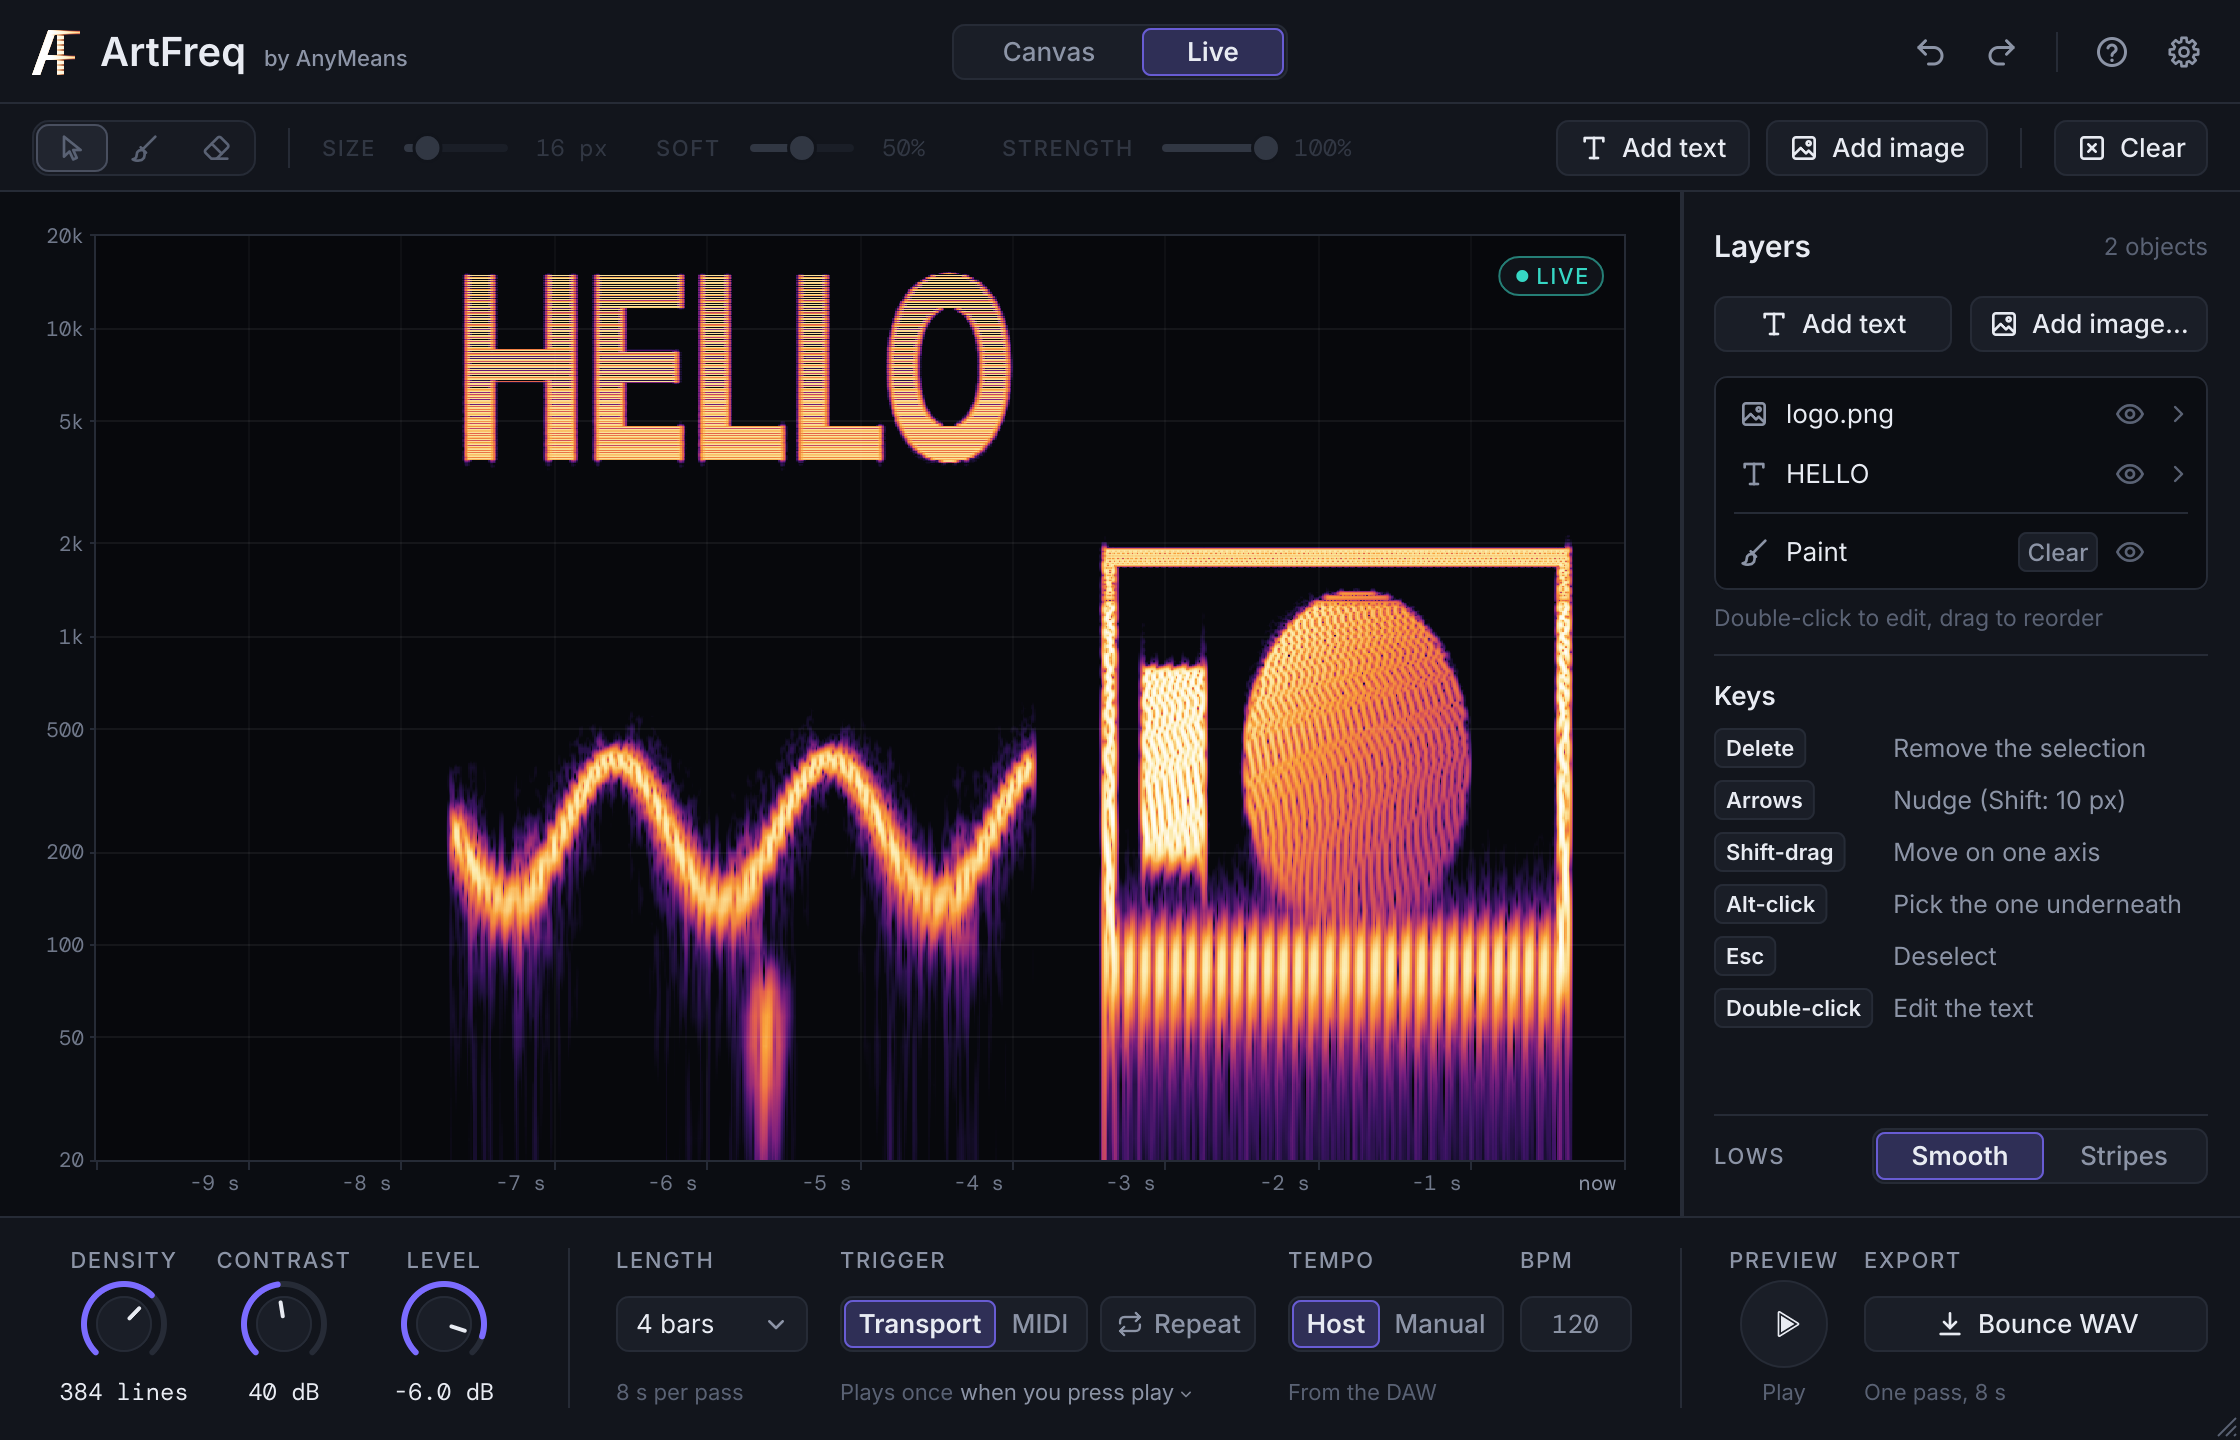 ArtFreq by AnyMeans
Canvas Live
SIZE 16 px SOFT 50% STRENGTH 100%
Add text Add image Clear
20k
10k
5k
2k
1k
500
200
100
50
20
HELLO
LIVE
-9 s -8 s -7 s -6 s -5 s -4 s -3 s -2 s -1 s now
Layers 2 objects
Add text Add image...
logo.png
HELLO
Paint Clear
Double-click to edit, drag to reorder
Keys
Delete Remove the selection
Arrows Nudge (Shift: 10 px)
Shift-drag Move on one axis
Alt-click Pick the one underneath
Esc Deselect
Double-click Edit the text
LOWS Smooth Stripes
DENSITY CONTRAST LEVEL LENGTH TRIGGER TEMPO BPM PREVIEW EXPORT
4 bars Transport MIDI Repeat Host Manual 120 Bounce WAV
384 lines 40 dB -6.0 dB 8 s per pass Plays once when you press play From the DAW Play One pass, 8 s